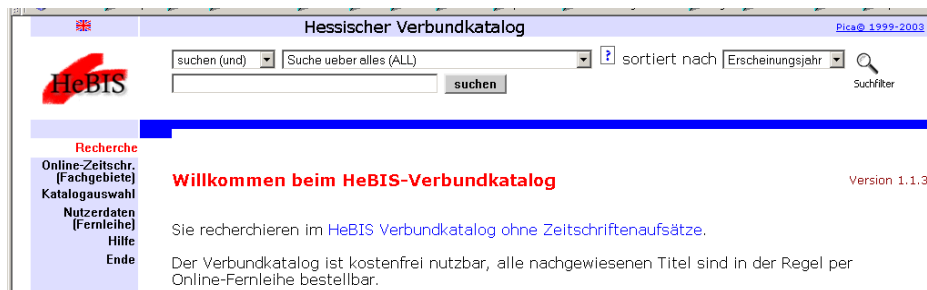 Hessischer Verbundkatalog
Pica© 1999-2003
HeBIS
suchen (und) Suche ueber alles (ALL) ? sortiert nach Erscheinungsjahr
suchen
Suchfilter
Recherche
Online-Zeitschr.
(Fachgebiete)
Katalogauswahl
Nutzerdaten
(Fernleihe)
Hilfe
Ende
Willkommen beim HeBIS-Verbundkatalog
Version 1.1.3
Sie recherchieren im HeBIS Verbundkatalog ohne Zeitschriftenaufsätze.
Der Verbundkatalog ist kostenfrei nutzbar, alle nachgewiesenen Titel sind in der Regel per
Online-Fernleihe bestellbar.